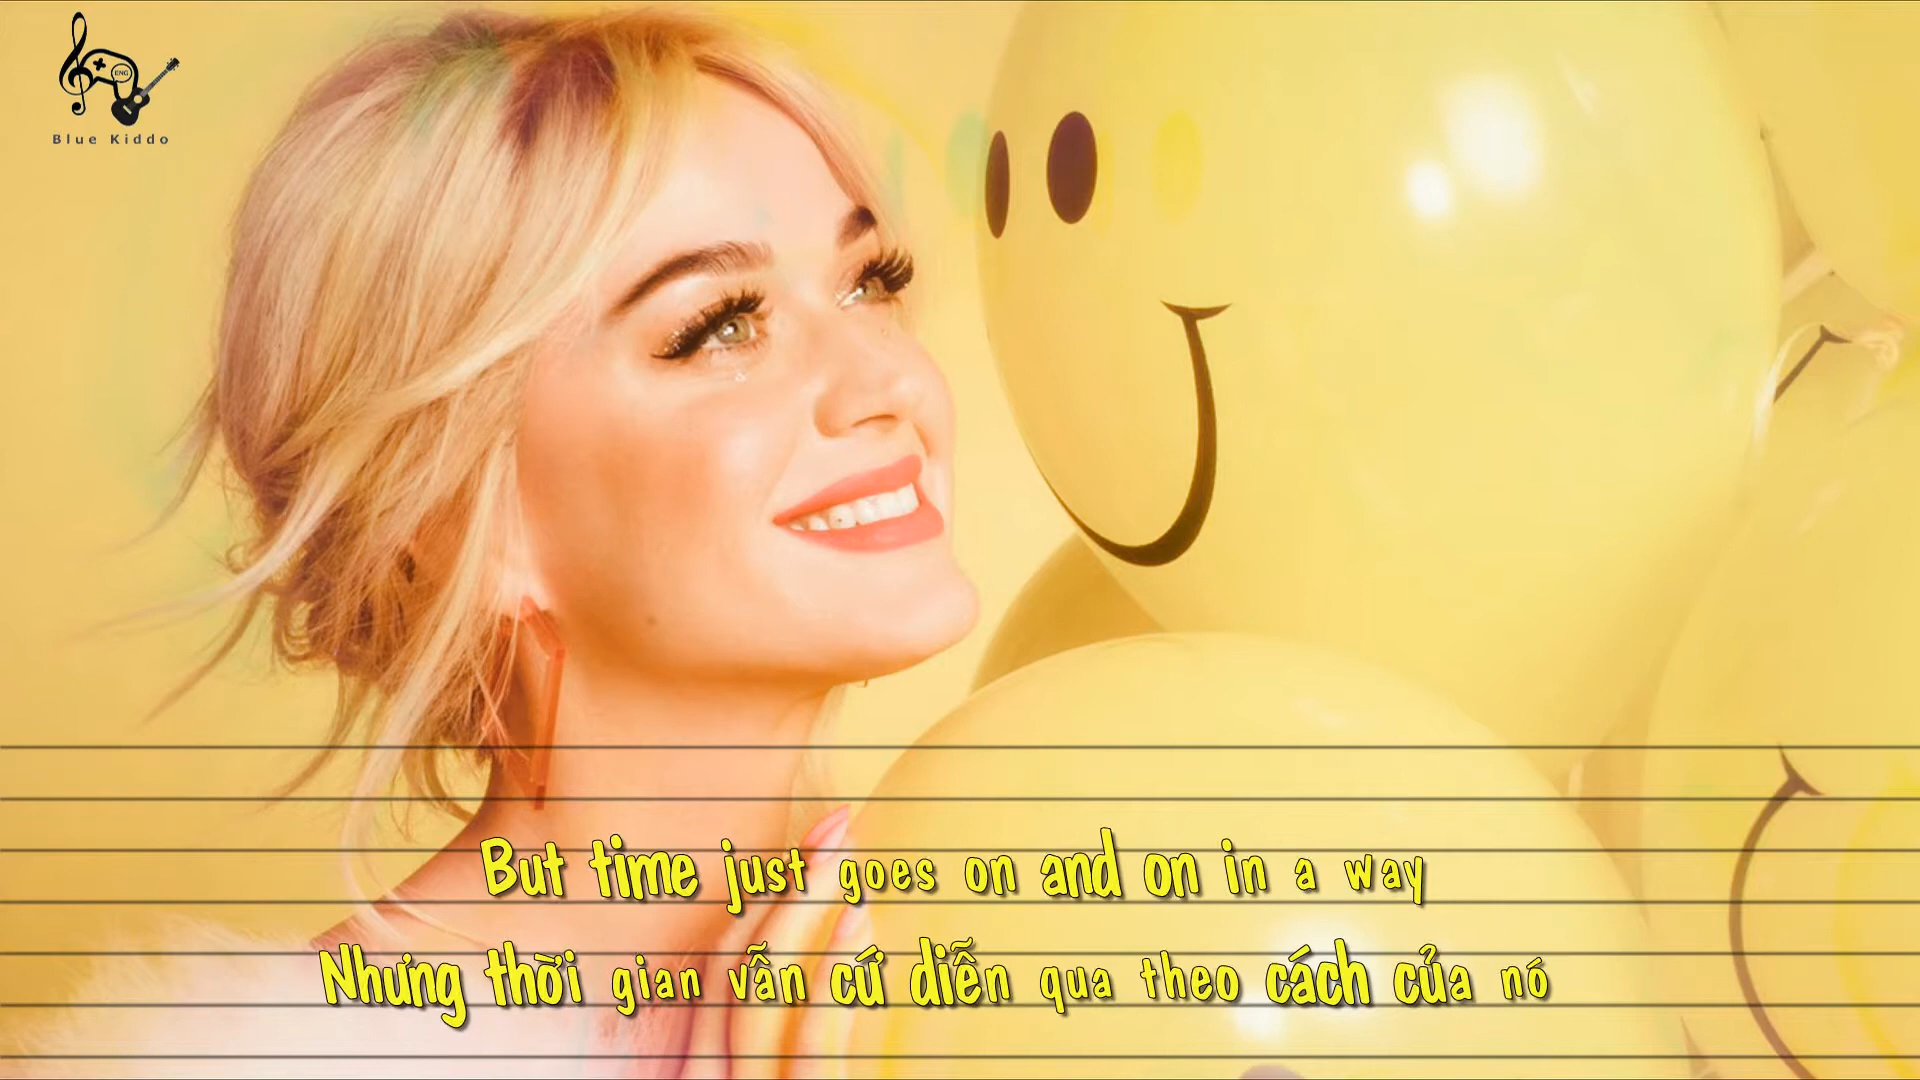 ENG
Blue Kiddo
But time just goes on and on in a way
Nhưng thời gian vẫn cứ diễn qua theo cách của nó